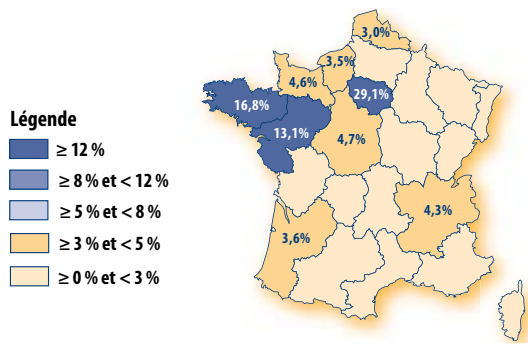 3,0%
3,5%
4,6%
29,1%
16,8%
13,1%
4,7%
4,3%
3,6%
Légende
≥ 12 %
≥ 8 % et < 12 %
≥ 5 % et < 8 %
≥ 3 % et < 5 %
≥ 0 % et < 3 %